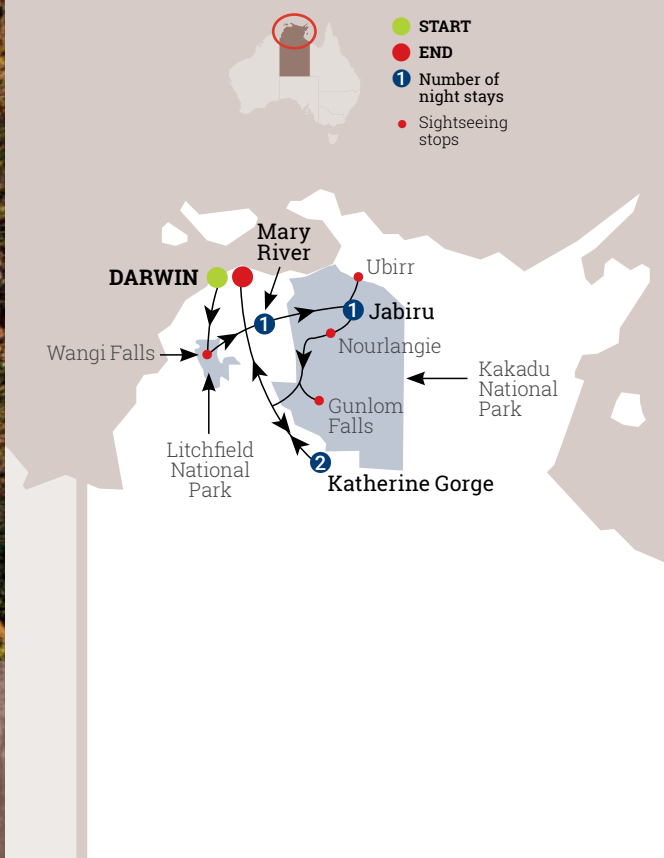 START
END
1 Number of
night stays
Sightseeing
stops
Mary
River
DARWIN
Ubirr
1
1 Jabiru
Wangi Falls
Nourlangie
Kakadu
National
Park
Gunlom
Falls
Litchfield
National
Park
2
Katherine Gorge